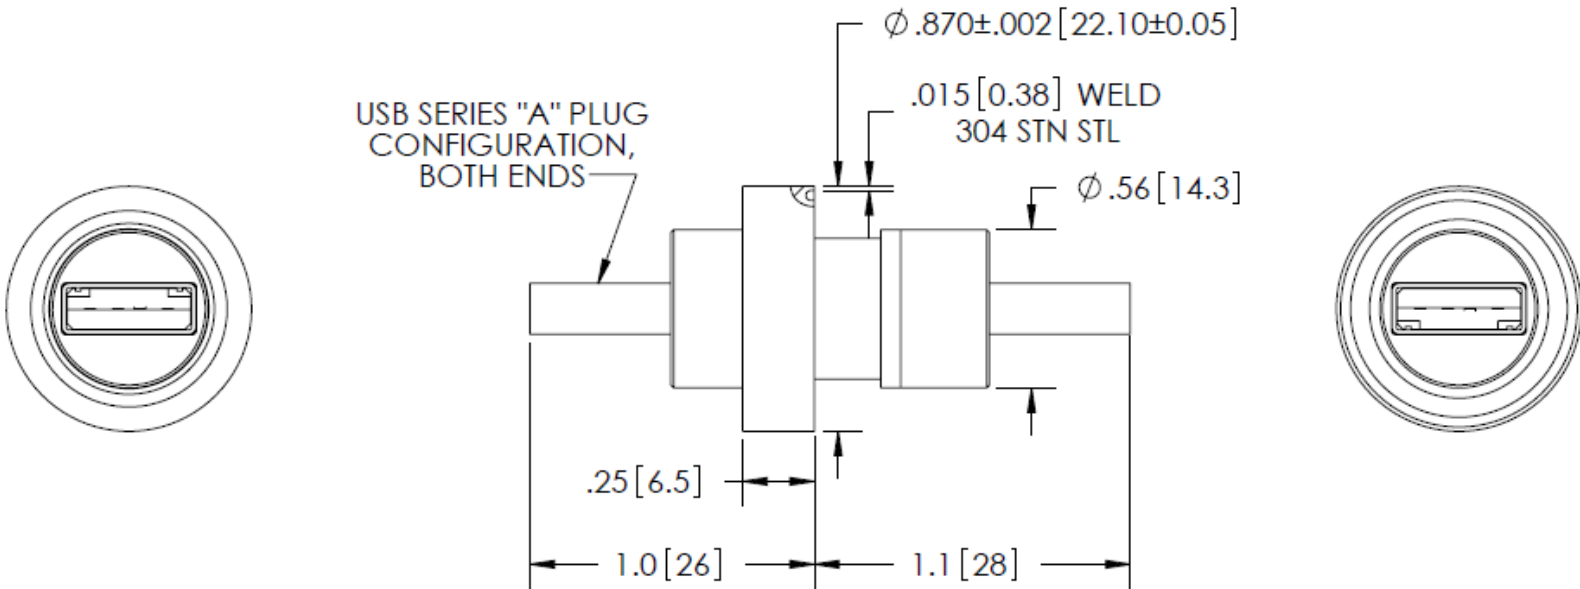 Ø.870±.002[22.10±0.05]
.015[0.38] WELD
304 STN STL
USB SERIES "A" PLUG
CONFIGURATION,
BOTH ENDS
Ø.56[14.3]
.25[6.5]
1.0[26]
1.1[28]